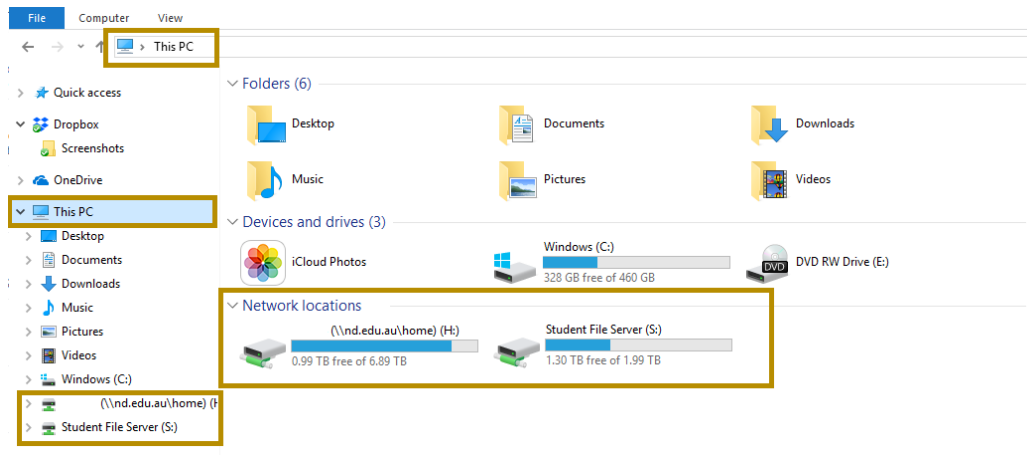 File Computer View
This PC
Quick access
Dropbox
Screenshots
OneDrive
This PC
Desktop
Documents
Downloads
Music
Pictures
Videos
Windows (C:)
(\\nd.edu.au\home) (H
Student File Server (S:)
Folders (6)
Desktop Documents Downloads
Music Pictures Videos
Devices and drives (3)
iCloud Photos
Windows (C:)
328 GB free of 460 GB
DVD
DVD RW Drive (E:)
Network locations
(\\nd.edu.au\home) (H:)
0.99 TB free of 6.89 TB
Student File Server (S:)
1.30 TB free of 1.99 TB